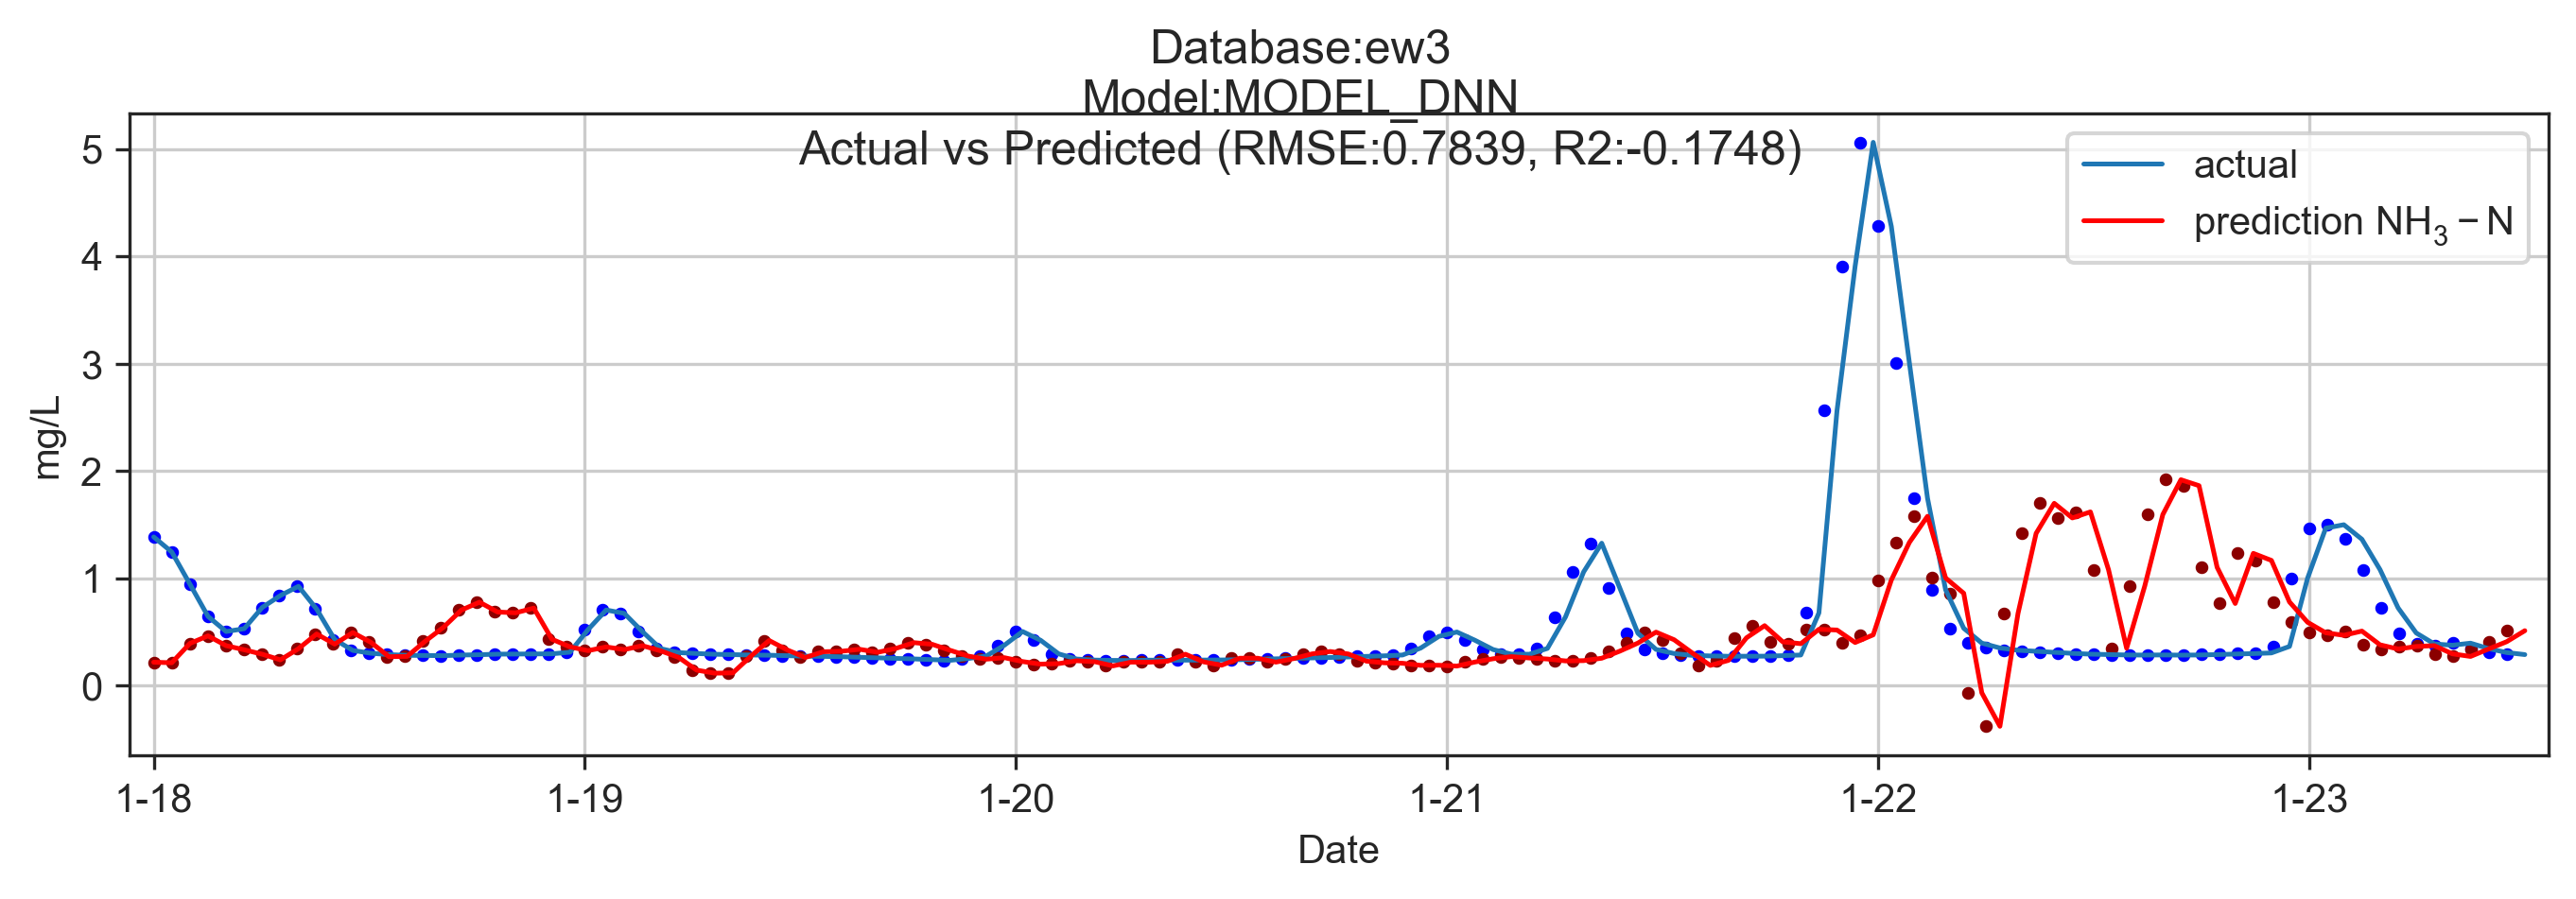 Database:ew3
Model:MODEL_DNN
Actual vs Predicted (RMSE:0.7839, R2:-0.1748)
actual
prediction NH₃ − N
mg/L
5
4
3
2
1
0
1-18 1-19 1-20 1-21 1-22 1-23
Date